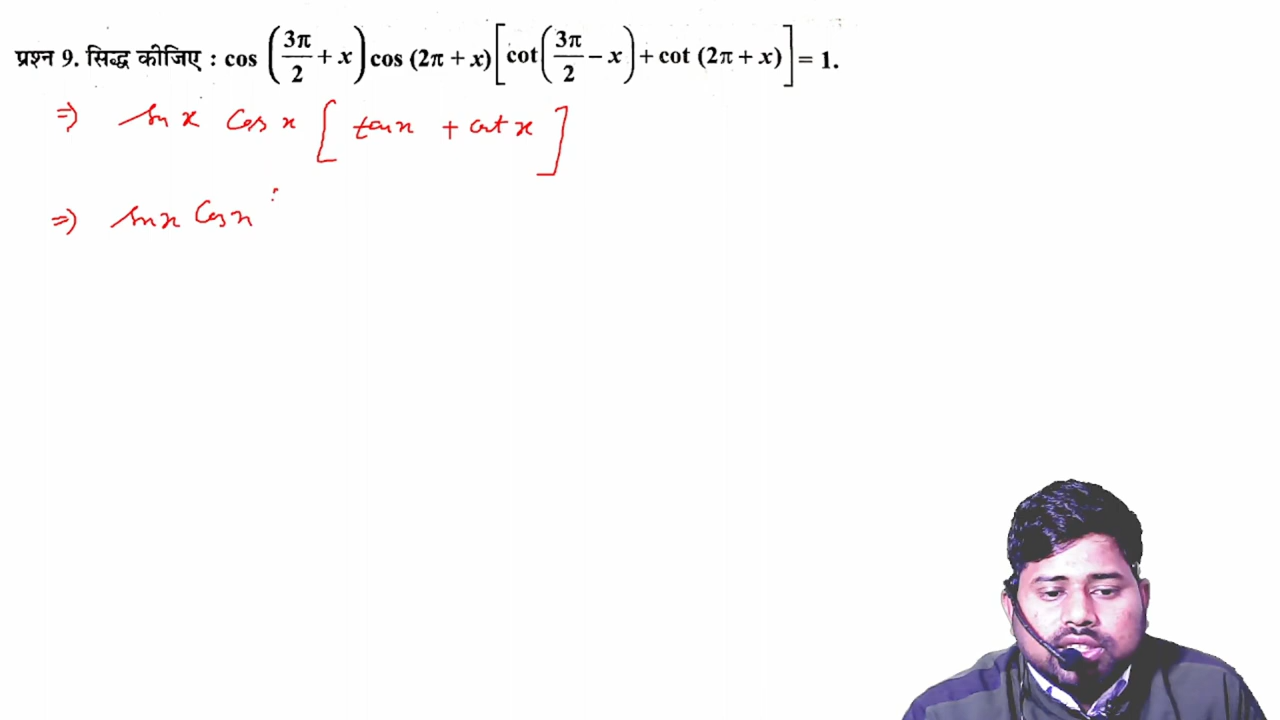 प्रश्न 9. सिद्ध कीजिए : cos (3π/2 + x) cos (2π + x) [cot (3π/2 − x) + cot (2π + x)] = 1.
⇒ sin x cos x [tan x + cot x]
⇒ sin x cos x